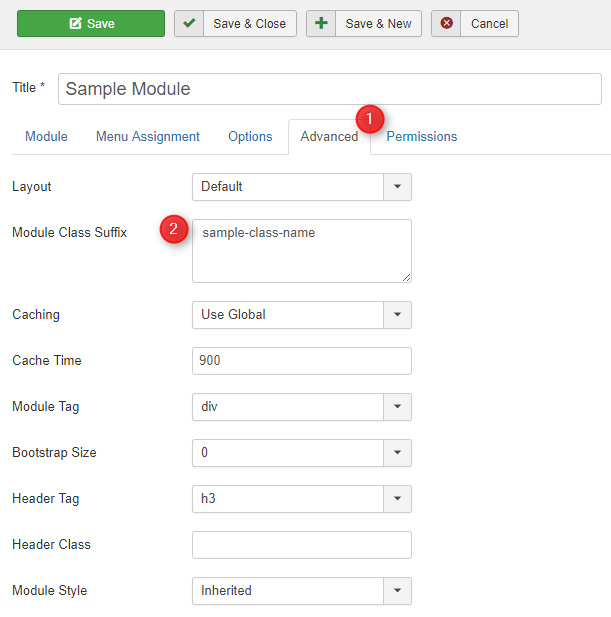 Save Save & Close Save & New Cancel
Title * Sample Module
1
Module Menu Assignment Options Advanced Permissions
Layout Default
Module Class Suffix 2 sample-class-name
Caching Use Global
Cache Time 900
Module Tag div
Bootstrap Size 0
Header Tag h3
Header Class
Module Style Inherited